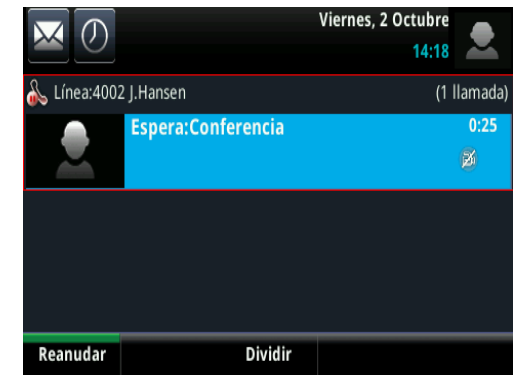 Viernes, 2 Octubre
14:18
Línea:4002 J.Hansen (1 llamada)
Espera:Conferencia 0:25
Reanudar Dividir